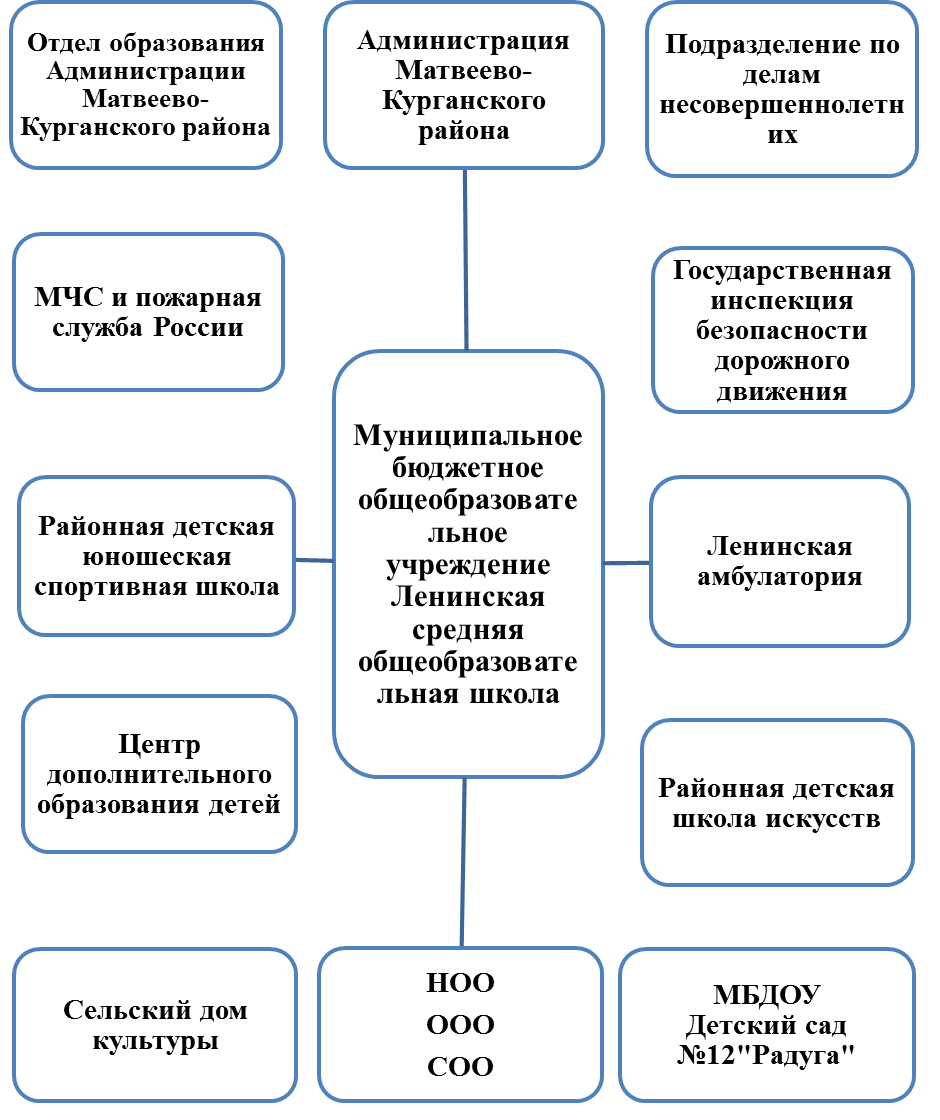 Отдел образования
Администрации
Матвеево-
Курганского района
Администрация
Матвеево-
Курганского
района
Подразделение по
делам
несовершеннолетн
их
МЧС и пожарная
служба России
Государственная
инспекция
безопасности
дорожного
движения
Муниципальное
бюджетное
общеобразовате
льное
учреждение
Ленинская
средняя
общеобразовате
льная школа
Районная детская
юношеская
спортивная школа
Ленинская
амбулатория
Центр
дополнительного
образования детей
Районная детская
школа искусств
Сельский дом
культуры
НОО
ООО
СОО
МБДОУ
Детский сад
№12"Радуга"